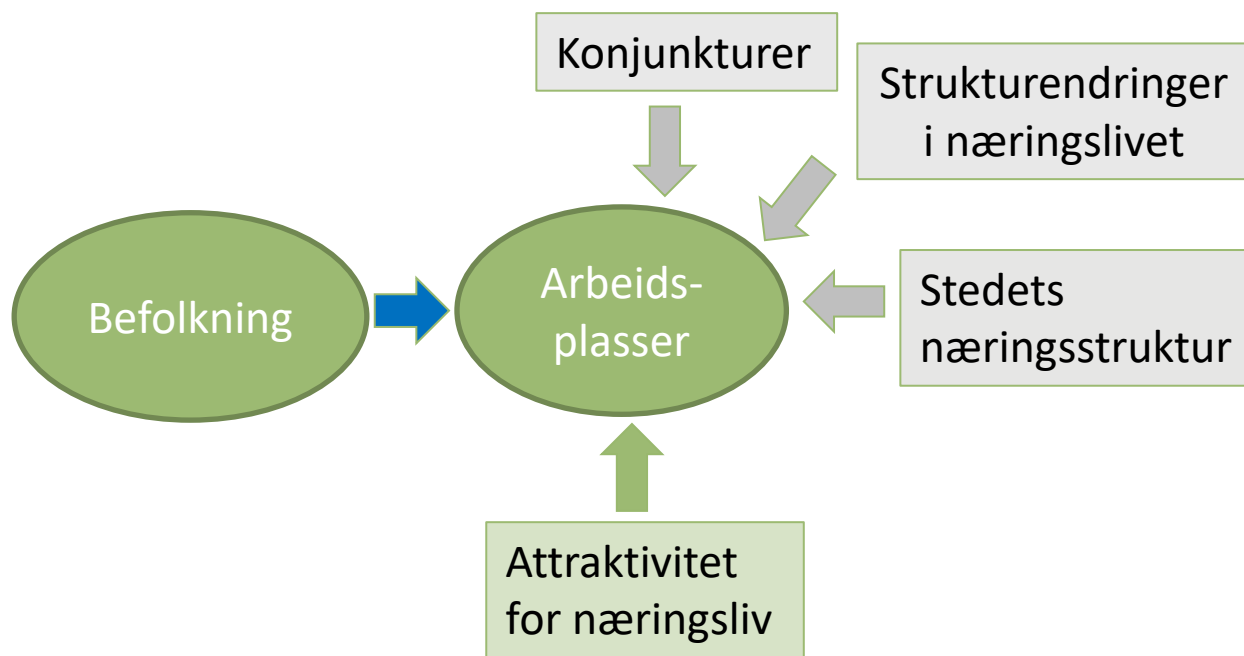 Konjunkturer
Strukturendringer
i næringslivet
Befolkning
Arbeids-
plasser
Stedets
næringsstruktur
Attraktivitet
for næringsliv